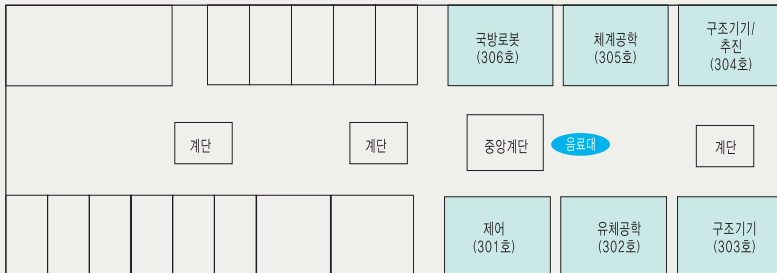 국방로봇
(306호)
체계공학
(305호)
구조기기/
추진
(304호)
계단
계단
중앙계단
음료대
계단
제어
(301호)
유체공학
(302호)
구조기기
(303호)